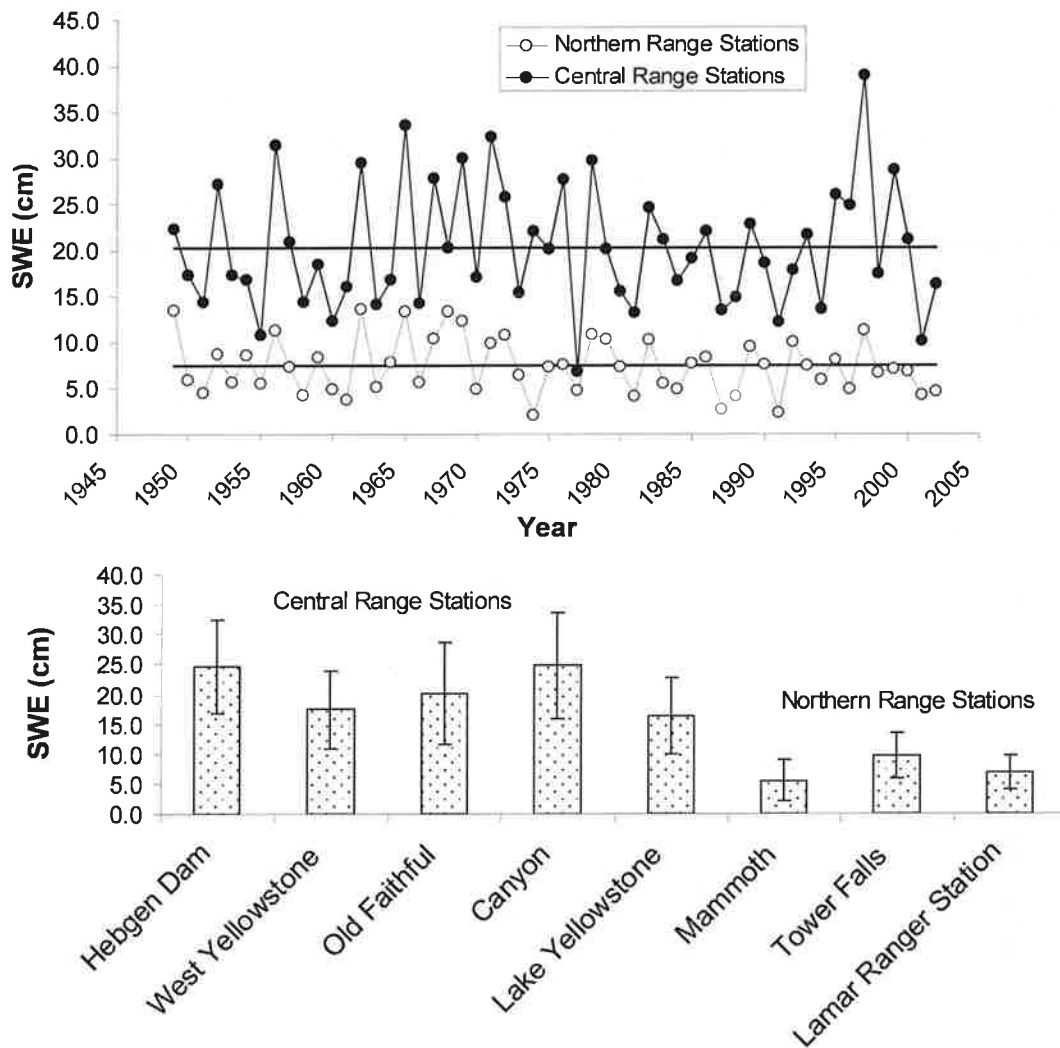 45.0
40.0
35.0
30.0
25.0
20.0
15.0
10.0
5.0
0.0
SWE (cm)
Northern Range Stations
Central Range Stations
1945
1950
1955
1960
1965
1970
1975
1980
1985
1990
1995
2000
2005
Year
40.0
35.0
30.0
25.0
20.0
15.0
10.0
5.0
0.0
SWE (cm)
Central Range Stations
Northern Range Stations
Hebgen Dam
West Yellowstone
Old Faithful
Canyon
Lake Yellowstone
Mammoth
Tower Falls
Lamar Ranger Station